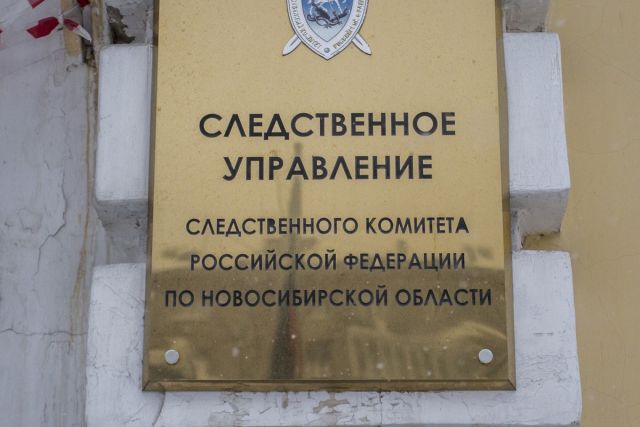 СЛЕДСТВЕННОЕ
УПРАВЛЕНИЕ
СЛЕДСТВЕННОГО КОМИТЕТА
РОССИЙСКОЙ ФЕДЕРАЦИИ
ПО НОВОСИБИРСКОЙ ОБЛАСТИ